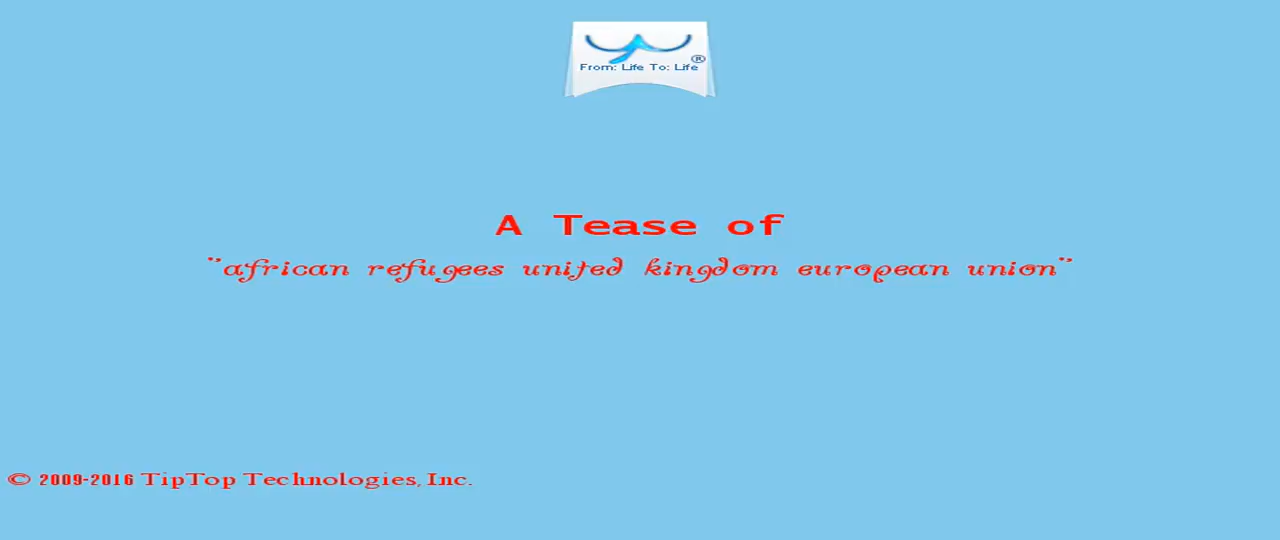 From: Life To: Life ®
A Tease of
"african refugees united kingdom european union"
© 2009-2016 TipTop Technologies, Inc.